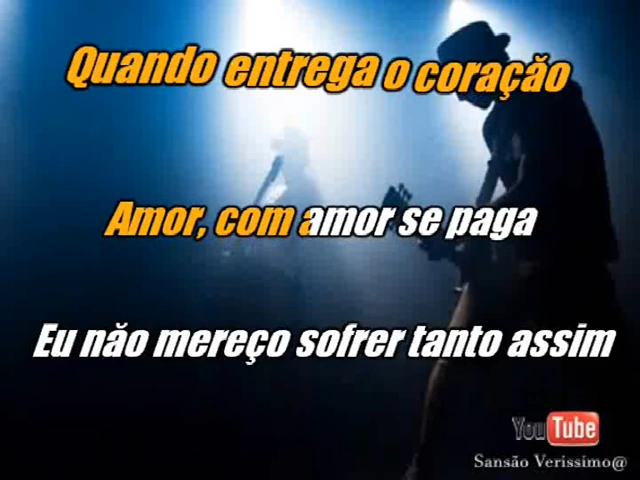 Quando entrega o coração
Amor, com amor se paga
Eu não mereço sofrer tanto assim
YouTube
Sansão Verissimo@